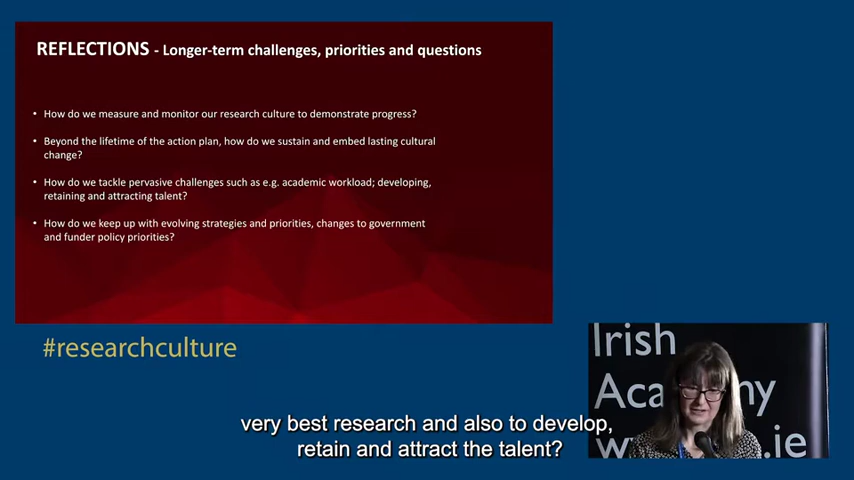 REFLECTIONS - Longer-term challenges, priorities and questions
• How do we measure and monitor our research culture to demonstrate progress?
• Beyond the lifetime of the action plan, how do we sustain and embed lasting cultural
change?
• How do we tackle pervasive challenges such as e.g. academic workload; developing,
retaining and attracting talent?
• How do we keep up with evolving strategies and priorities, changes to government
and funder policy priorities?
#researchculture
Irish
.ie
very best research and also to develop,
retain and attract the talent?